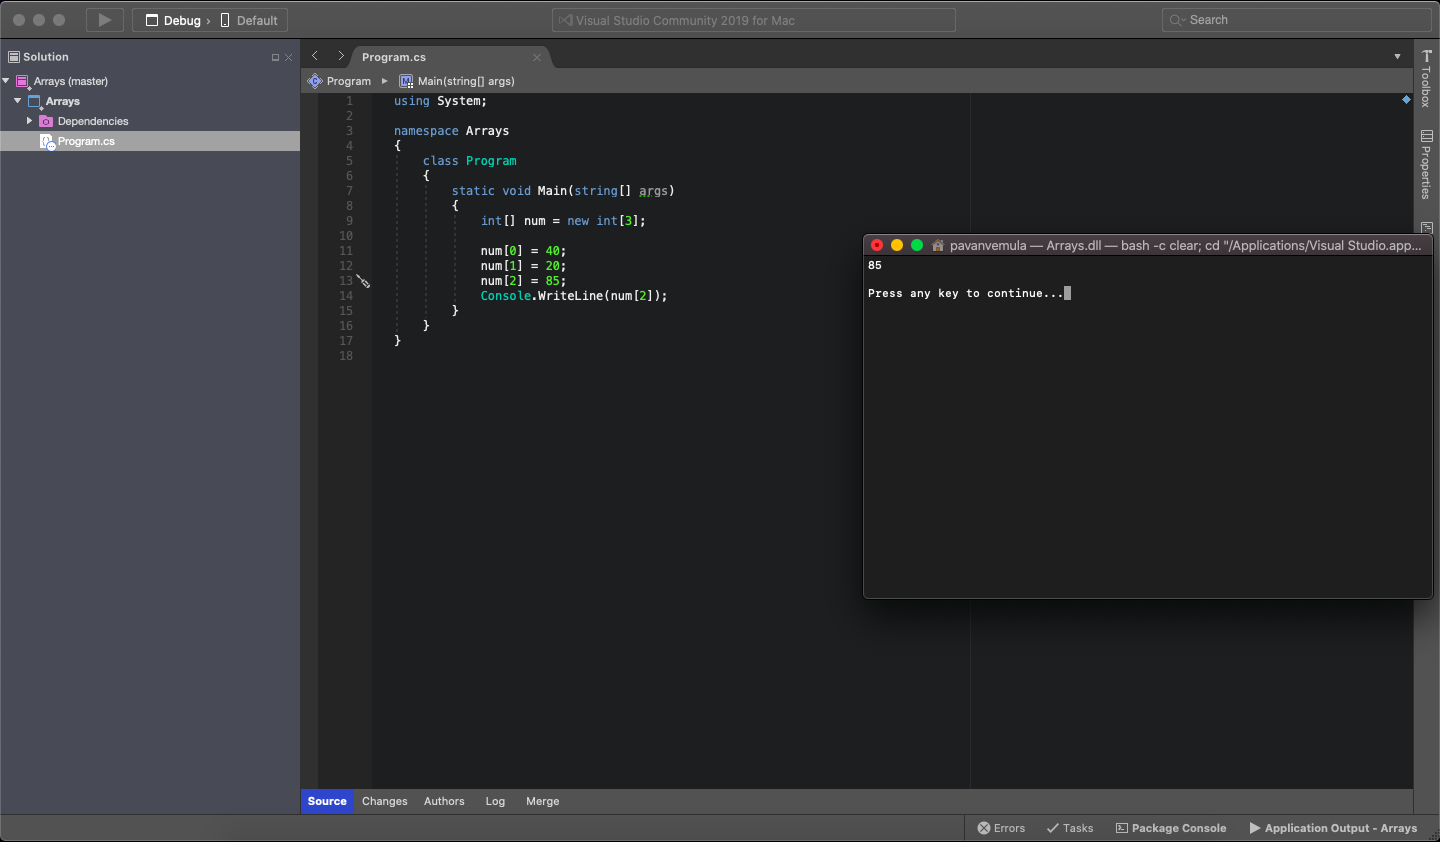 Debug › Default
Visual Studio Community 2019 for Mac
Search
Solution
Arrays (master)
Arrays
Dependencies
Program.cs
Program.cs
Program ▸ Main(string[] args)
1 using System;
2
3 namespace Arrays
4 {
5 class Program
6 {
7 static void Main(string[] args)
8 {
9 int[] num = new int[3];
10
11 num[0] = 40;
12 num[1] = 20;
13 num[2] = 85;
14 Console.WriteLine(num[2]);
15 }
16 }
17 }
18
Toolbox
Properties
pavanvemula — Arrays.dll — bash -c clear; cd "/Applications/Visual Studio.app...
85
Press any key to continue...
Source Changes Authors Log Merge
Errors Tasks Package Console Application Output - Arrays